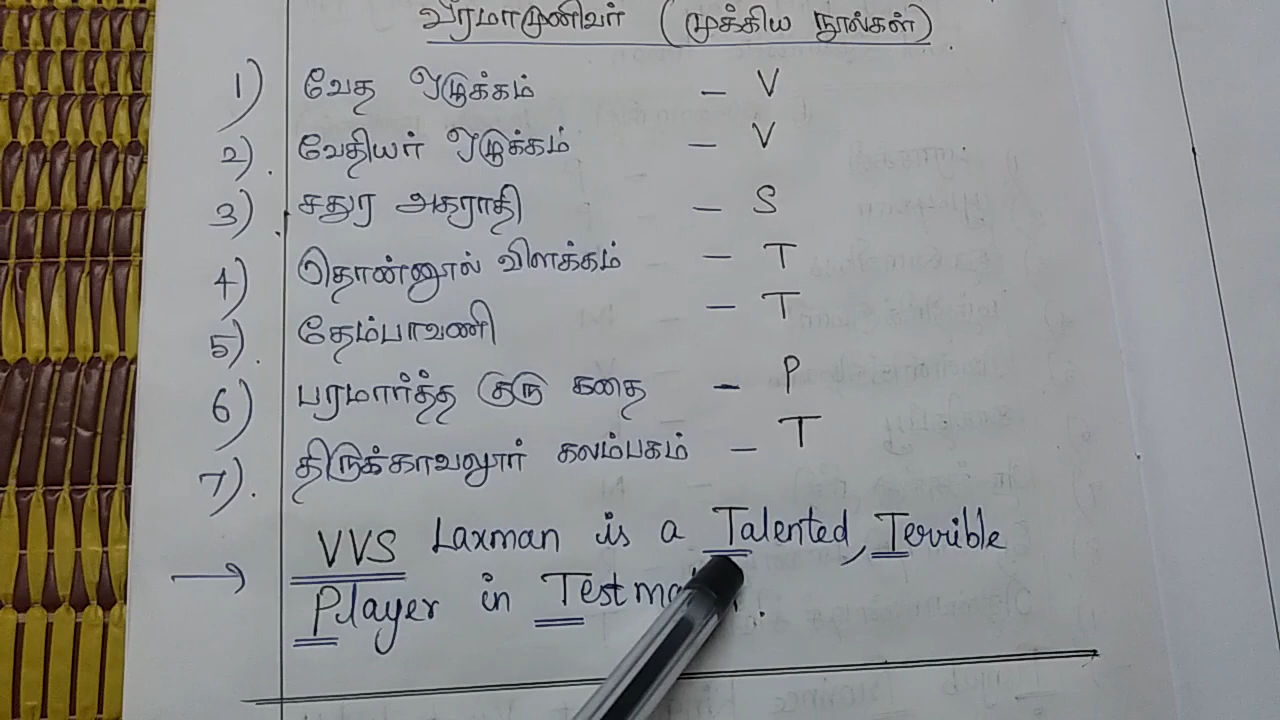 வீரமாமுனிவர் (முக்கிய நூல்கள்)
1) வேத ஒழுக்கம் - V
2). வேதியர் ஒழுக்கம் - V
3) சதுர அகராதி - S
4) தொன்னூல் விளக்கம் - T
5). தேம்பாவணி - T
6) பரமார்த்த குரு கதை - P
7). திருக்காவலூர் கலம்பகம் - T
→ VVS Laxman is a Talented, Terrible
Player in Test